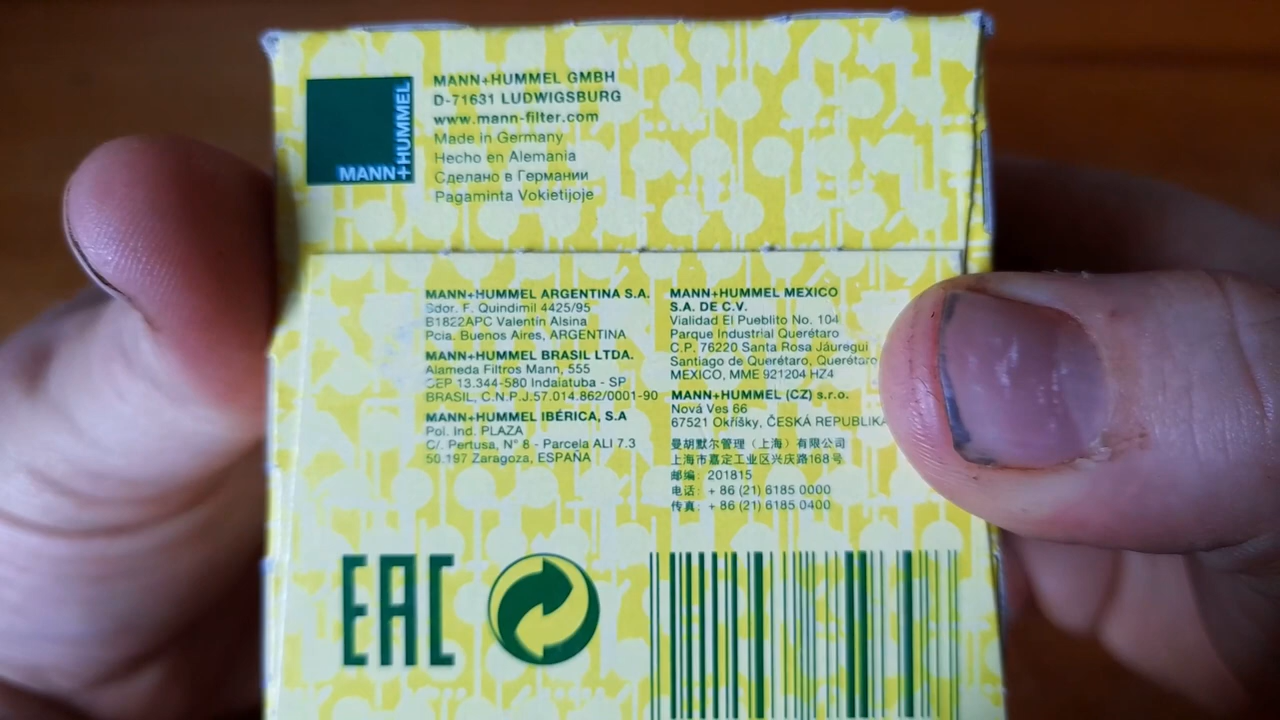 MANN+HUMMEL
MANN+HUMMEL GMBH
D-71631 LUDWIGSBURG
www.mann-filter.com
Made in Germany
Hecho en Alemania
Сделано в Германии
Pagaminta Vokietijoje
MANN+HUMMEL ARGENTINA S.A.
Gdor. F. Quindimil 4425/95
B1822APC Valentín Alsina
Pcia. Buenos Aires, ARGENTINA
MANN+HUMMEL BRASIL LTDA.
Alameda Filtros Mann, 555
CEP 13.344-580 Indaiatuba - SP
BRASIL, C.N.P.J.57.014.862/0001-90
MANN+HUMMEL IBÉRICA, S.A
Pol. Ind. PLAZA
C/. Pertusa, N° 8 - Parcela ALI 7.3
50.197 Zaragoza, ESPAÑA
MANN+HUMMEL MEXICO
S.A. DE C.V.
Vialidad El Pueblito No. 104
Parque Industrial Querétaro
C.P. 76220 Santa Rosa Jáuregui
Santiago de Querétaro, Querétaro
MEXICO, MME 921204 HZ4
MANN+HUMMEL (CZ) s.r.o.
Nová Ves 66
67521 Okříšky, ČESKÁ REPUBLIKA
曼胡默尔管理（上海）有限公司
上海市嘉定工业区兴庆路168号
邮编: 201815
电话: + 86 (21) 6185 0000
传真: + 86 (21) 6185 0400
EAC